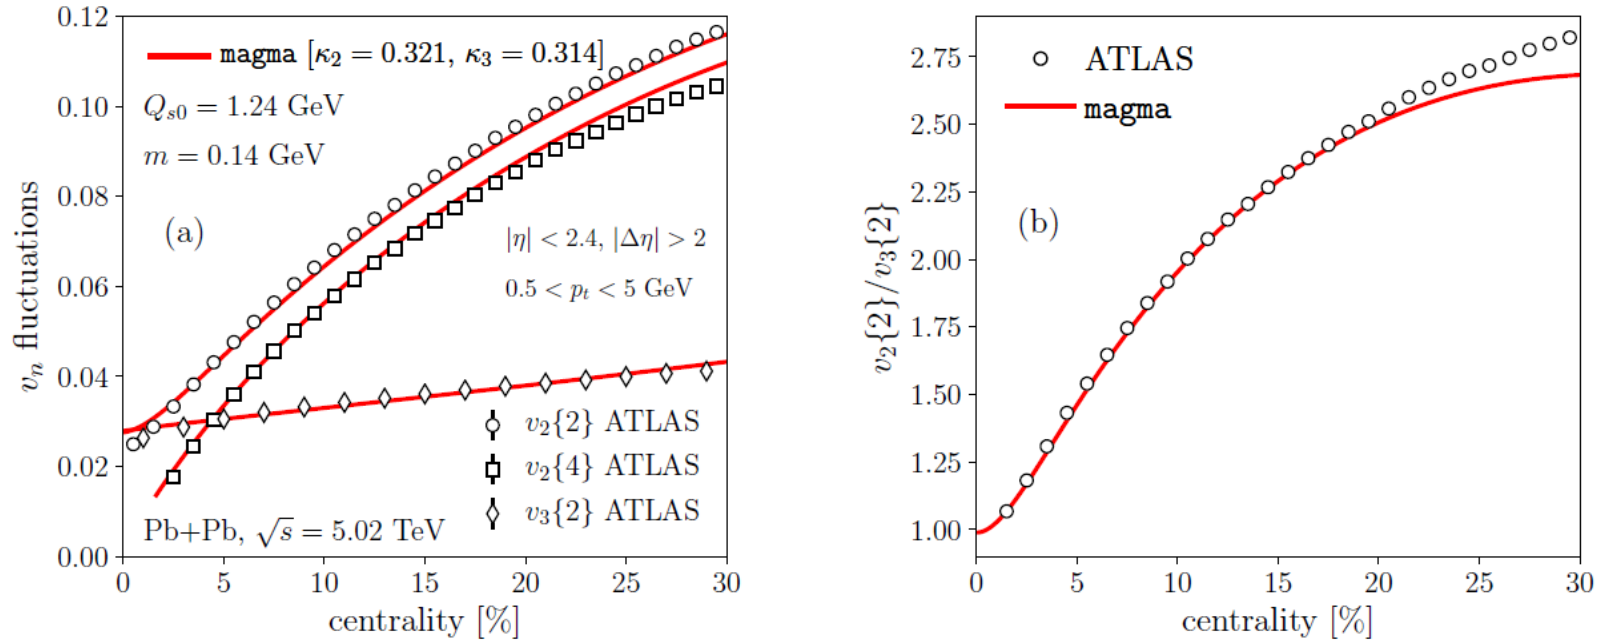 magma [κ₂ = 0.321, κ₃ = 0.314]
Qₛ₀ = 1.24 GeV
m = 0.14 GeV
(a)
|η| < 2.4, |Δη| > 2
0.5 < pₜ < 5 GeV
v₂{2} ATLAS
v₂{4} ATLAS
v₃{2} ATLAS
Pb+Pb, √s = 5.02 TeV
vₙ fluctuations
0.12
0.10
0.08
0.06
0.04
0.02
0.00
0 5 10 15 20 25 30
centrality [%]
ATLAS
magma
(b)
v₂{2}/v₃{2}
2.75
2.50
2.25
2.00
1.75
1.50
1.25
1.00
0 5 10 15 20 25 30
centrality [%]